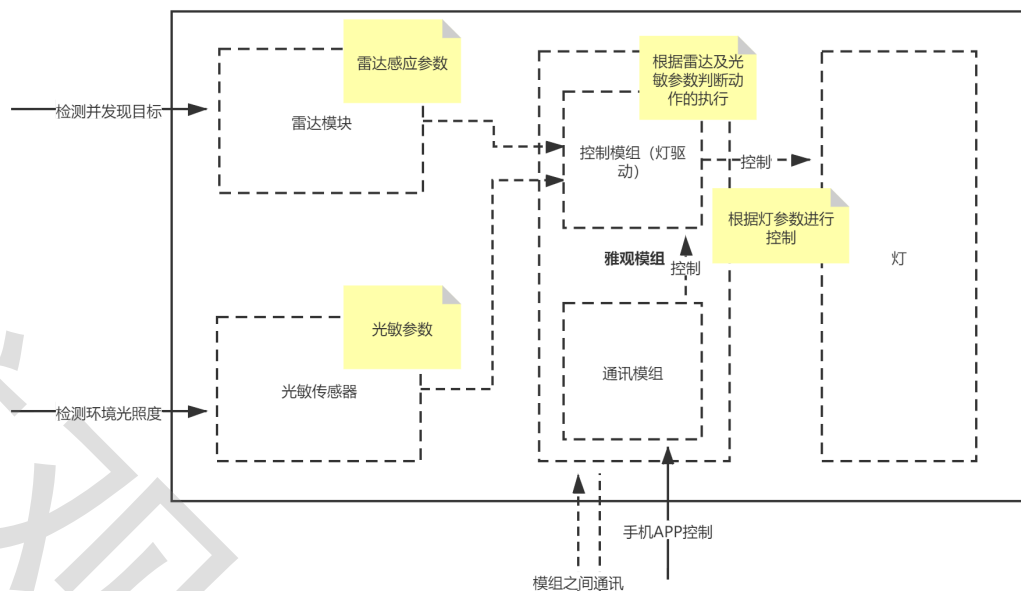 雷达感应参数
根据雷达及光
敏参数判断动
作的执行
检测并发现目标
雷达模块
控制模组（灯驱
动）
控制
根据灯参数进行
控制
雅观模组
控制
灯
光敏参数
通讯模组
光敏传感器
检测环境光照度
手机APP控制
模组之间通讯
观